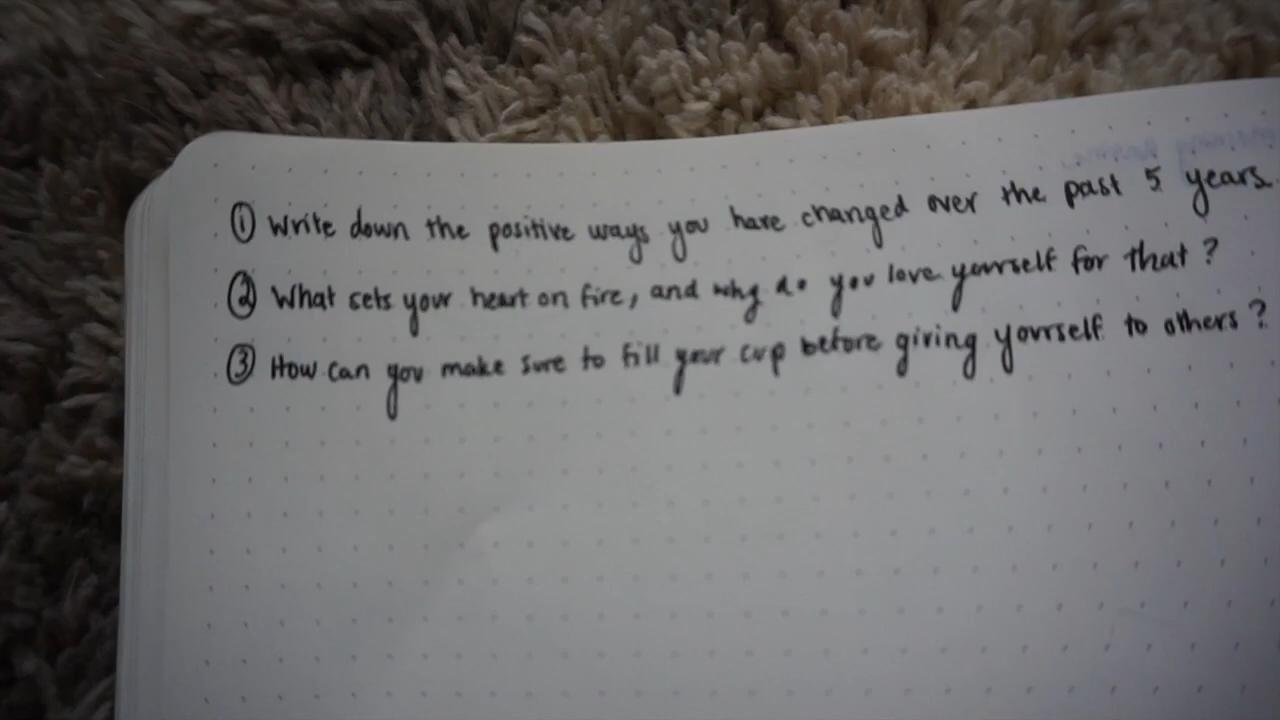 ① Write down the positive ways you have changed over the past 5 years.
② What sets your heart on fire, and why do you love yourself for that?
③ How can you make sure to fill your cup before giving yourself to others?